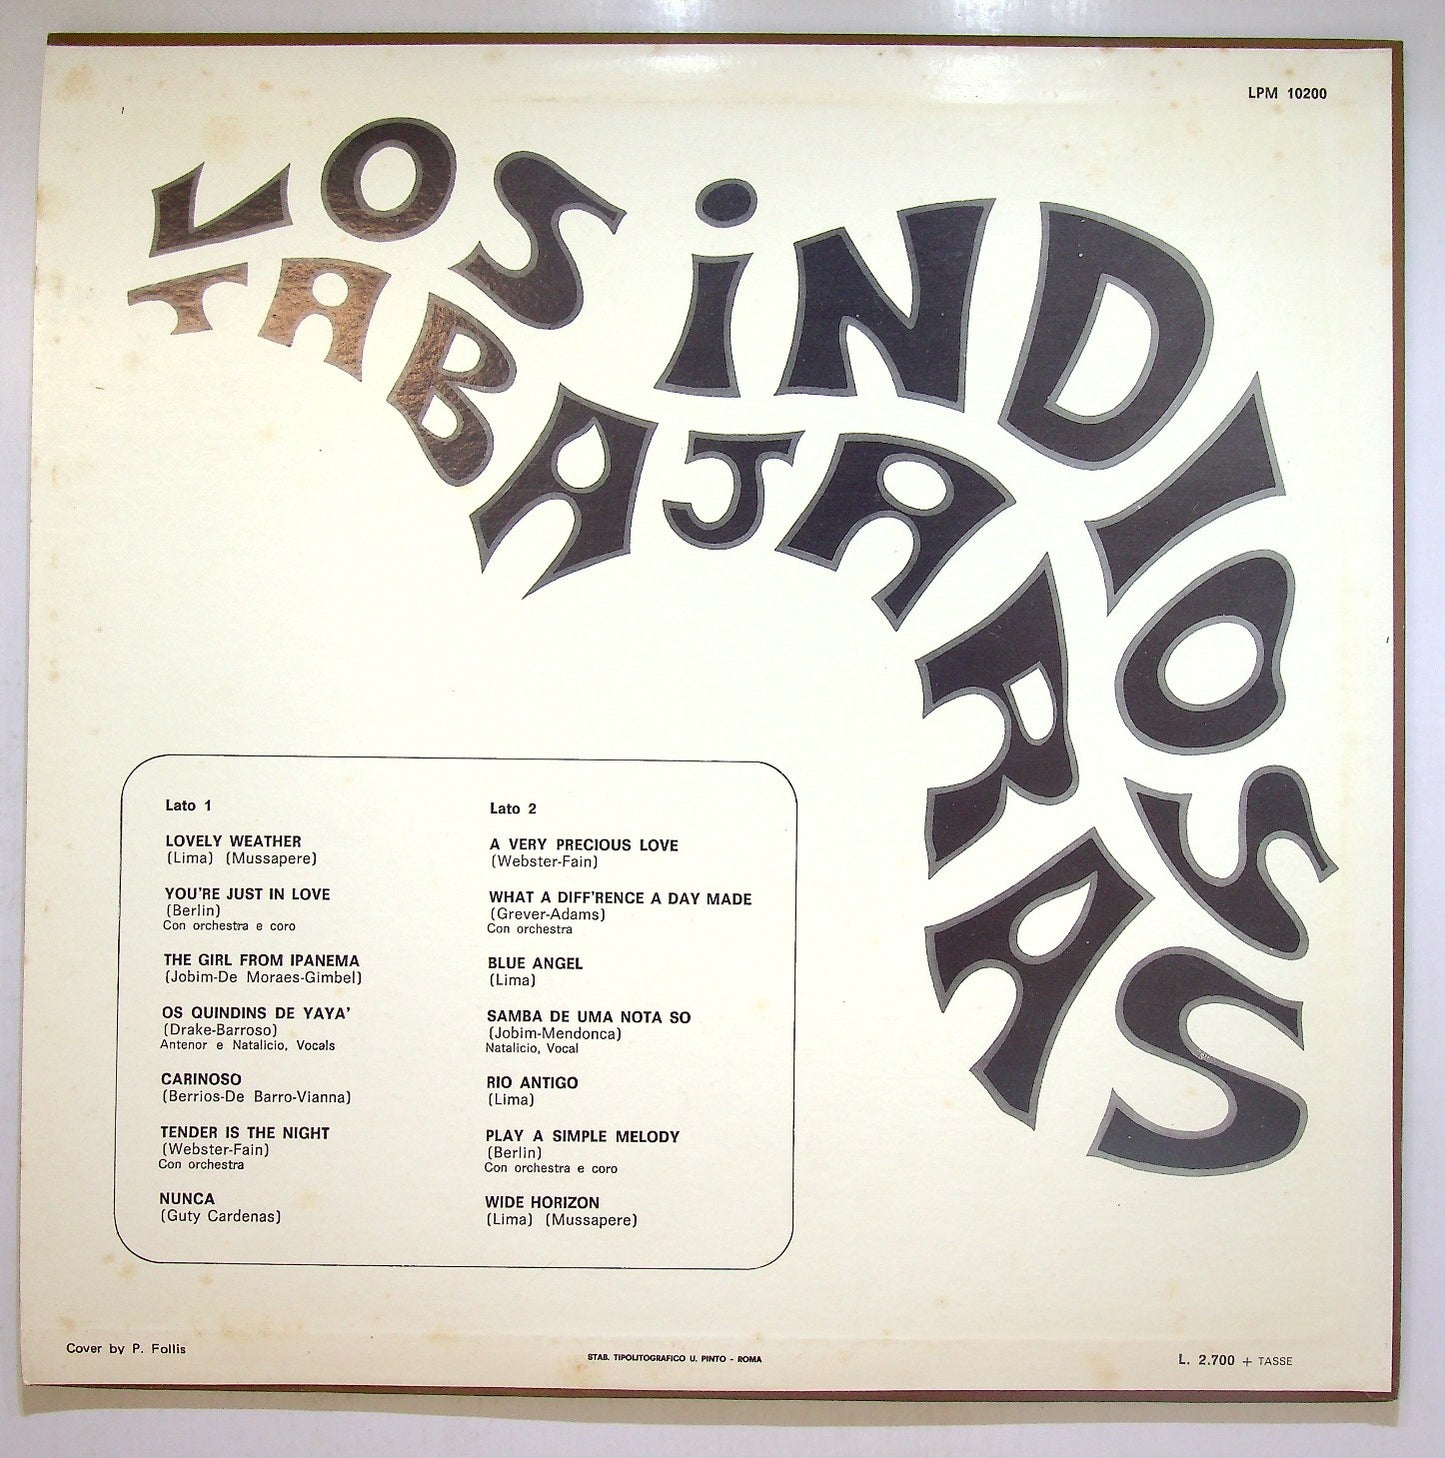 LPM 10200
LOS iNDIOS
TABAJARAS
Lato 1
LOVELY WEATHER
(Lima) (Mussapere)
YOU'RE JUST IN LOVE
(Berlin)
Con orchestra e coro
THE GIRL FROM IPANEMA
(Jobim-De Moraes-Gimbel)
OS QUINDINS DE YAYA'
(Drake-Barroso)
Antenor e Natalicio, Vocals
CARINOSO
(Berrios-De Barro-Vianna)
TENDER IS THE NIGHT
(Webster-Fain)
Con orchestra
NUNCA
(Guty Cardenas)
Lato 2
A VERY PRECIOUS LOVE
(Webster-Fain)
WHAT A DIFF'RENCE A DAY MADE
(Grever-Adams)
Con orchestra
BLUE ANGEL
(Lima)
SAMBA DE UMA NOTA SO
(Jobim-Mendonca)
Natalicio, Vocal
RIO ANTIGO
(Lima)
PLAY A SIMPLE MELODY
(Berlin)
Con orchestra e coro
WIDE HORIZON
(Lima) (Mussapere)
Cover by P. Follis
STAB. TIPOLITOGRAFICO U. PINTO - ROMA
L. 2.700 + TASSE